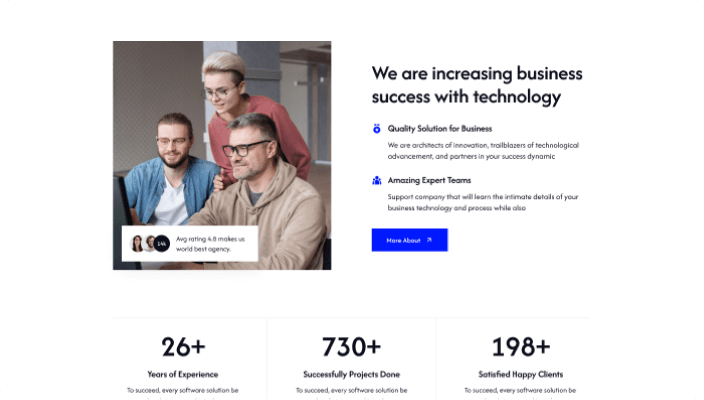 We are increasing business
success with technology
Quality Solution for Business
We are architects of innovation, trailblazers of technological
advancement, and partners in your success dynamic
Amazing Expert Teams
Support company that will learn the intimate details of your
business technology and process while also
More About
14k
Avg rating 4.8 makes us
world best agency.
26+
Years of Experience
To succeed, every software solution be
730+
Successfully Projects Done
To succeed, every software solution be
198+
Satisfied Happy Clients
To succeed, every software solution be